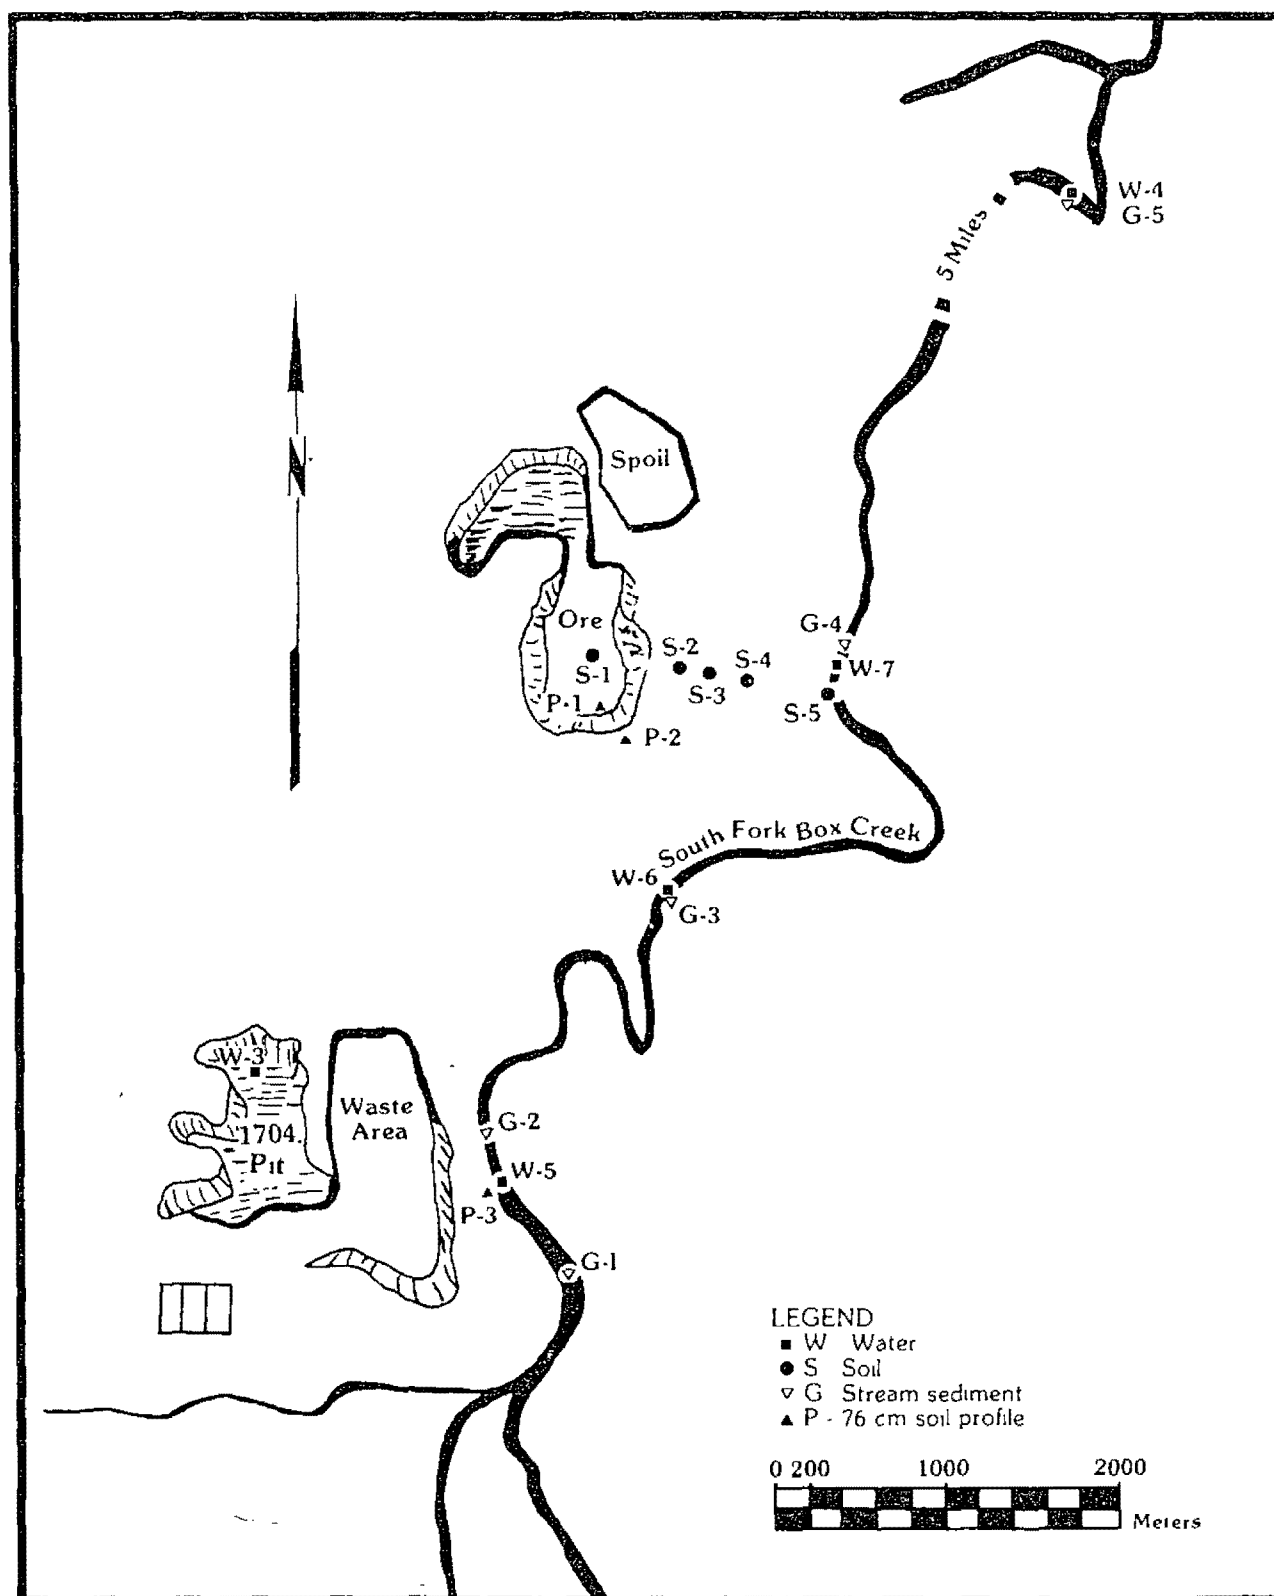 W-4
G-5
5 Miles
N
Spoil
G-4
Ore
S-2
S-4
W-7
S-1
S-3
P-1
S-5
P-2
South Fork Box Creek
W-6
G-3
W-3
Waste
Area
1704
Pit
G-2
W-5
P-3
G-1
LEGEND
W Water
S Soil
G Stream sediment
P - 76 cm soil profile
0 200 1000 2000
Meters